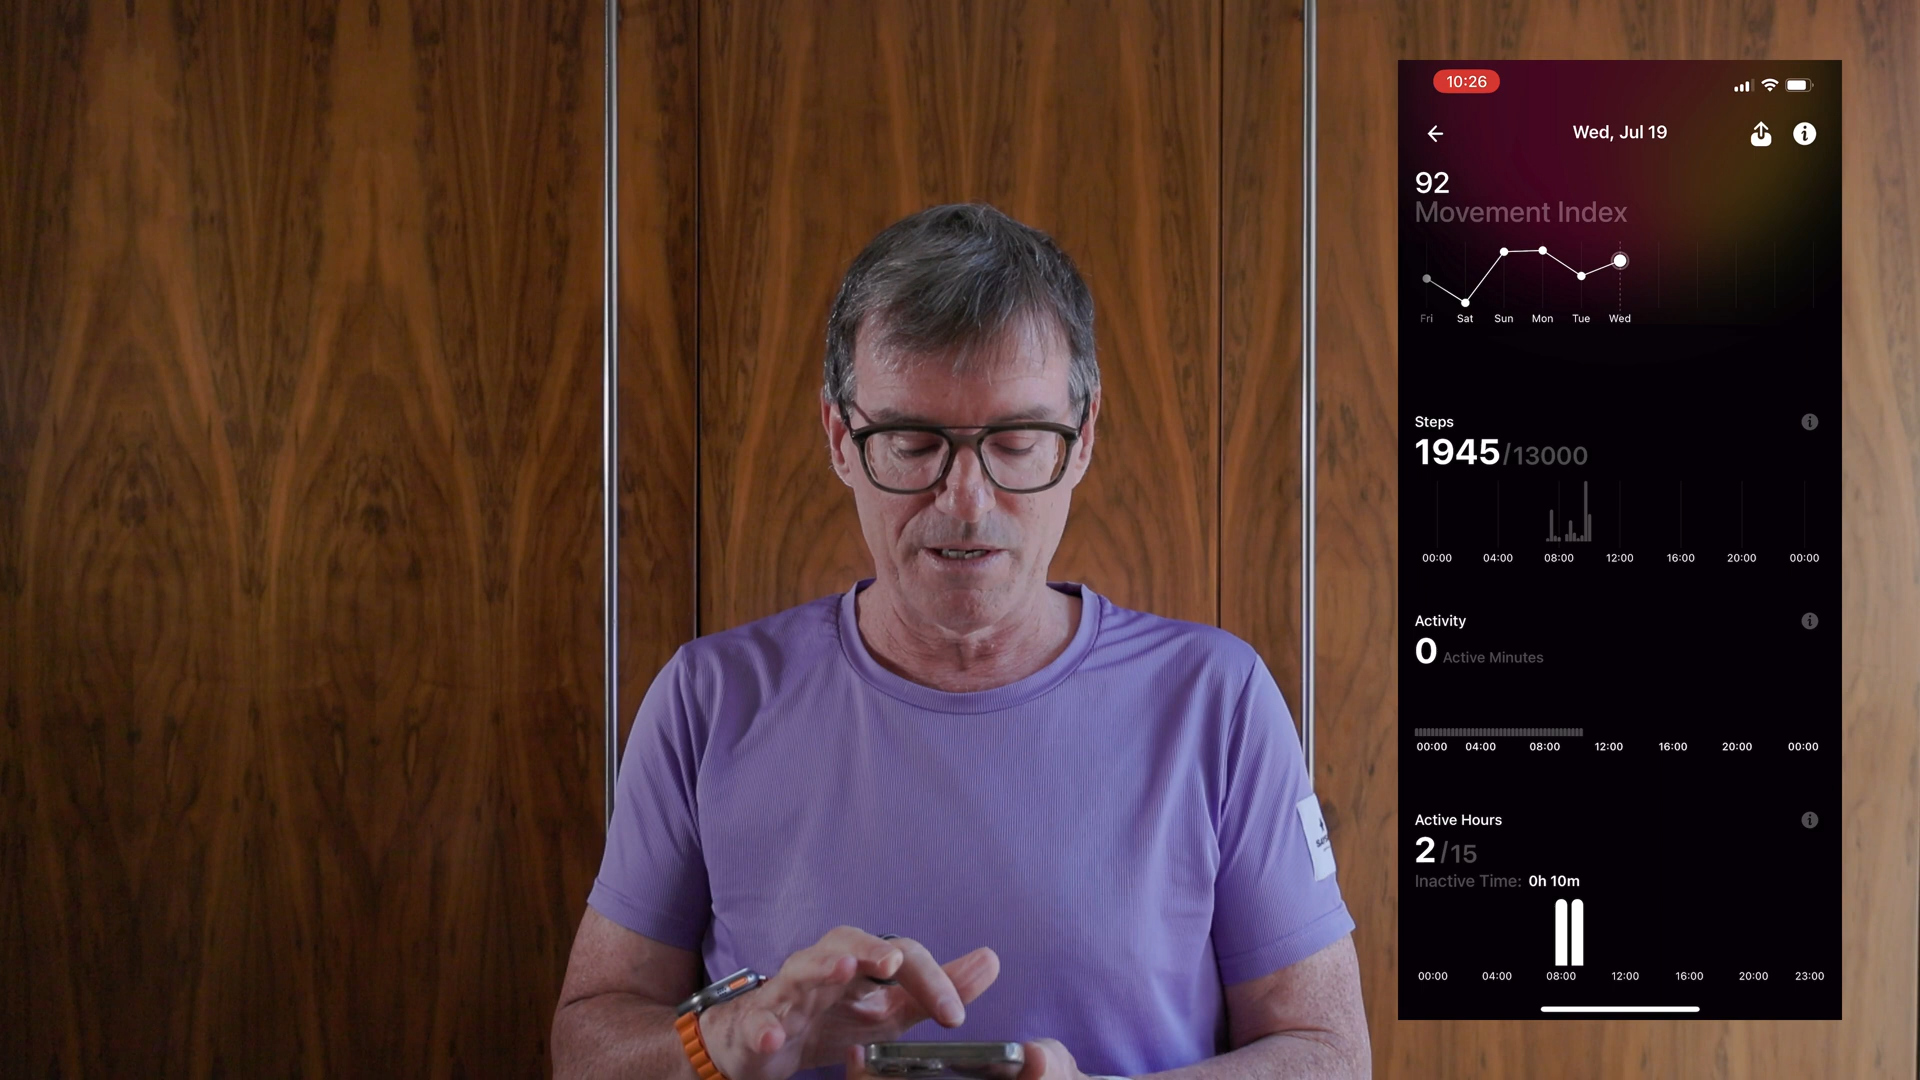 10:26
Wed, Jul 19
92
Movement Index
Fri Sat Sun Mon Tue Wed
Steps
1945/13000
00:00 04:00 08:00 12:00 16:00 20:00 00:00
Activity
0 Active Minutes
00:00 04:00 08:00 12:00 16:00 20:00 00:00
Active Hours
2/15
Inactive Time: 0h 10m
00:00 04:00 08:00 12:00 16:00 20:00 23:00